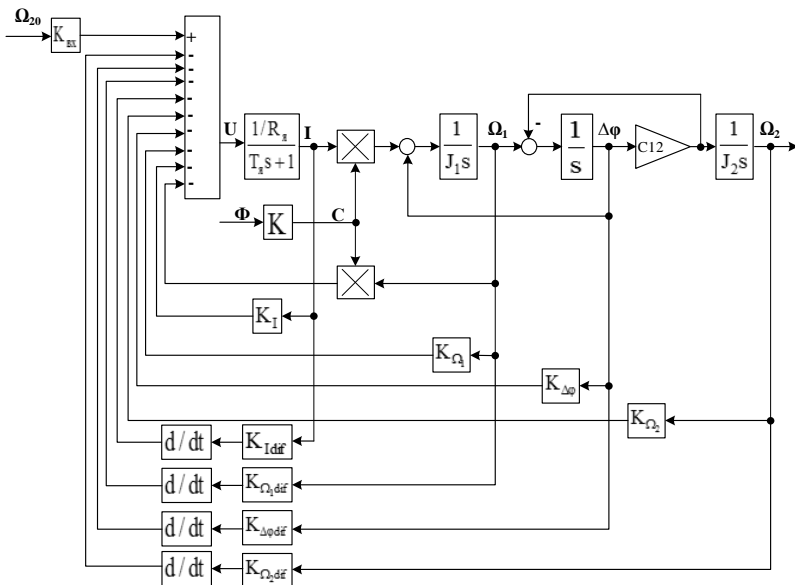 Ω20
Kвх
+
-
-
-
-
-
-
-
-
-
U
1/Rя
Tяs+1
I
1
J1s
Ω1
-
1
s
Δφ
C12
1
J2s
Ω2
Φ
K
C
KI
KΩ1
KΔφ
KΩ2
d/dt
KIdif
d/dt
KΩ1dif
d/dt
KΔφdif
d/dt
KΩ2dif